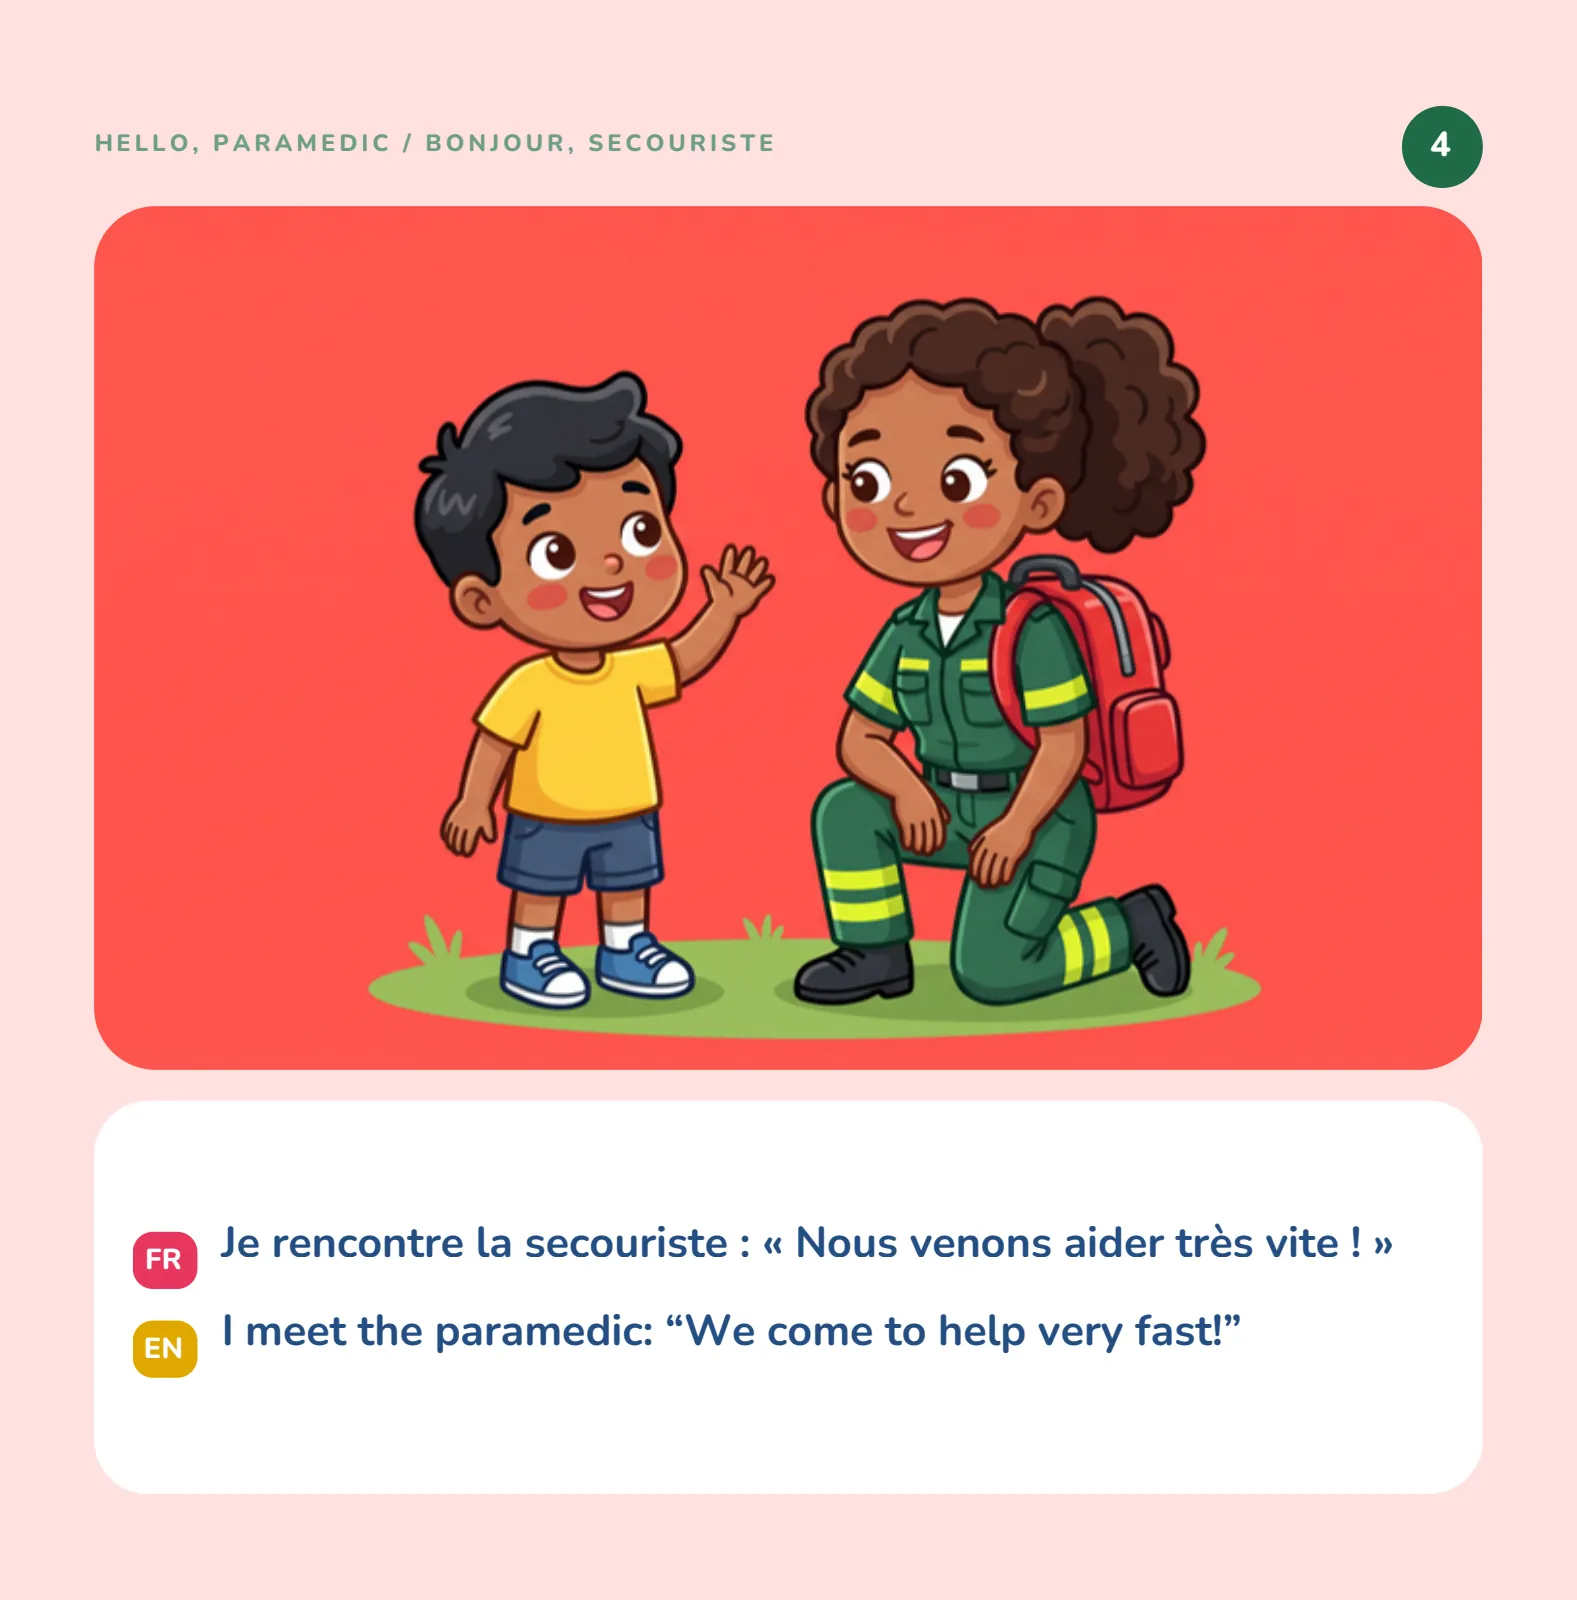 HELLO, PARAMEDIC / BONJOUR, SECOURISTE
4
FR Je rencontre la secouriste : « Nous venons aider très vite ! »
EN I meet the paramedic: “We come to help very fast!”